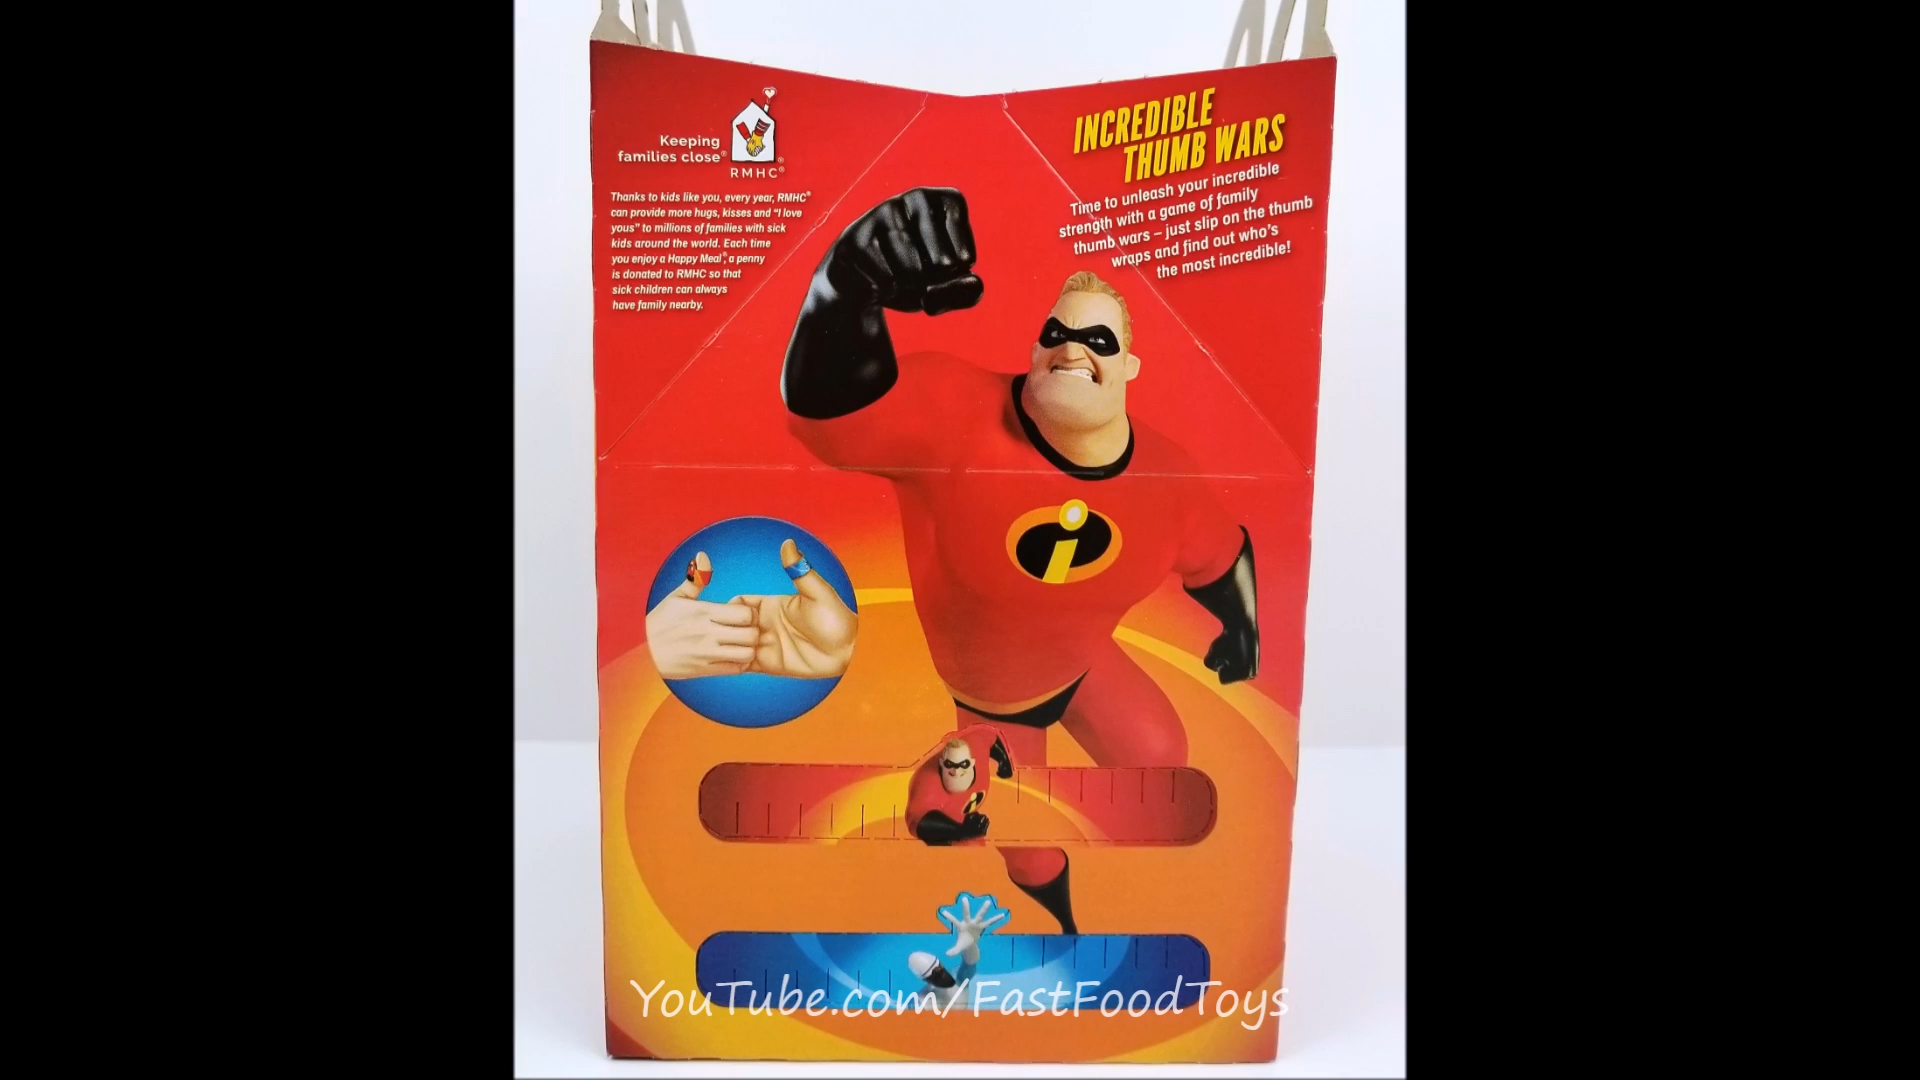 Keeping
families close®
RMHC®
Thanks to kids like you, every year, RMHC®
can provide more hugs, kisses and “I love
yous” to millions of families with sick
kids around the world. Each time
you enjoy a Happy Meal®, a penny
is donated to RMHC so that
sick children can always
have family nearby.
INCREDIBLE
THUMB WARS
Time to unleash your incredible
strength with a game of family
thumb wars – just slip on the thumb
wraps and find out who’s
the most incredible!
YouTube.com/FastFoodToys